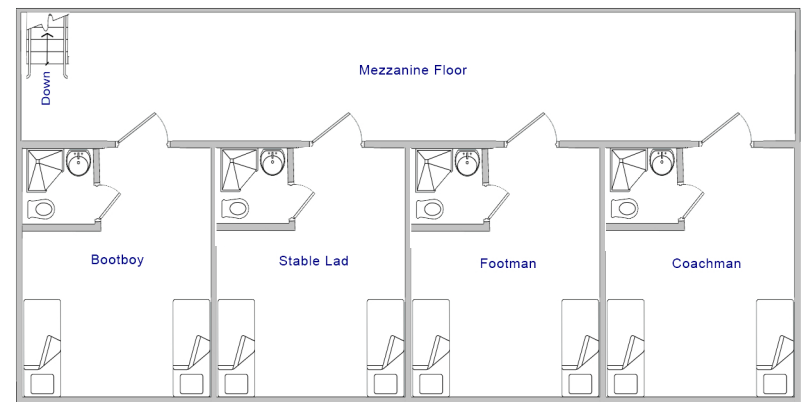 Mezzanine Floor
Down
Bootboy
Stable Lad
Footman
Coachman